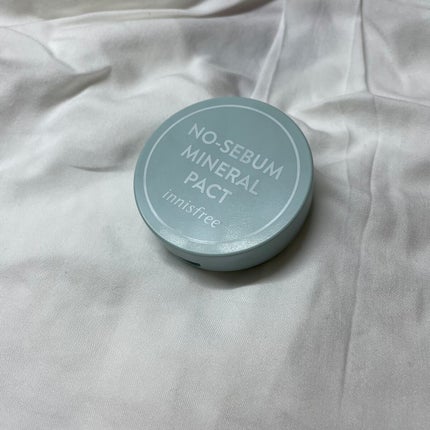 NO-SEBUM
MINERAL
PACT
innisfree